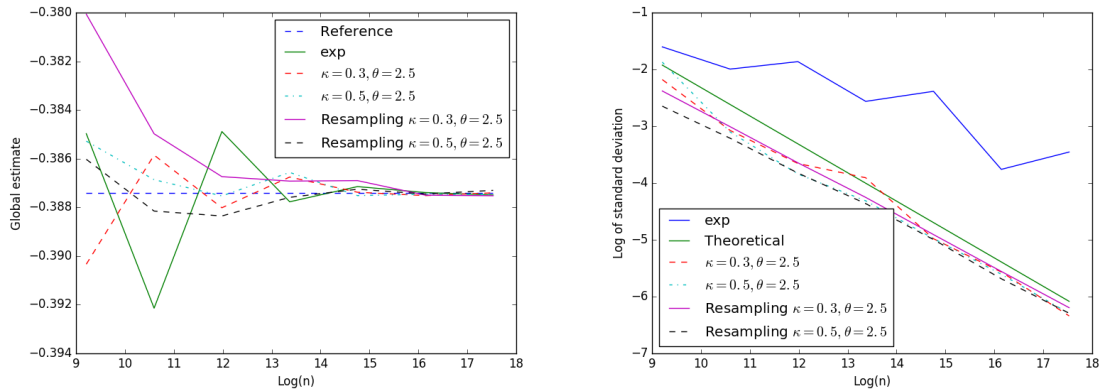 −0.380
−0.382
−0.384
−0.386
−0.388
−0.390
−0.392
−0.394
Global estimate
9 10 11 12 13 14 15 16 17 18
Log(n)
Reference
exp
κ = 0.3, θ = 2.5
κ = 0.5, θ = 2.5
Resampling κ = 0.3, θ = 2.5
Resampling κ = 0.5, θ = 2.5
−1
−2
−3
−4
−5
−6
−7
Log of standard deviation
9 10 11 12 13 14 15 16 17 18
Log(n)
exp
Theoretical
κ = 0.3, θ = 2.5
κ = 0.5, θ = 2.5
Resampling κ = 0.3, θ = 2.5
Resampling κ = 0.5, θ = 2.5